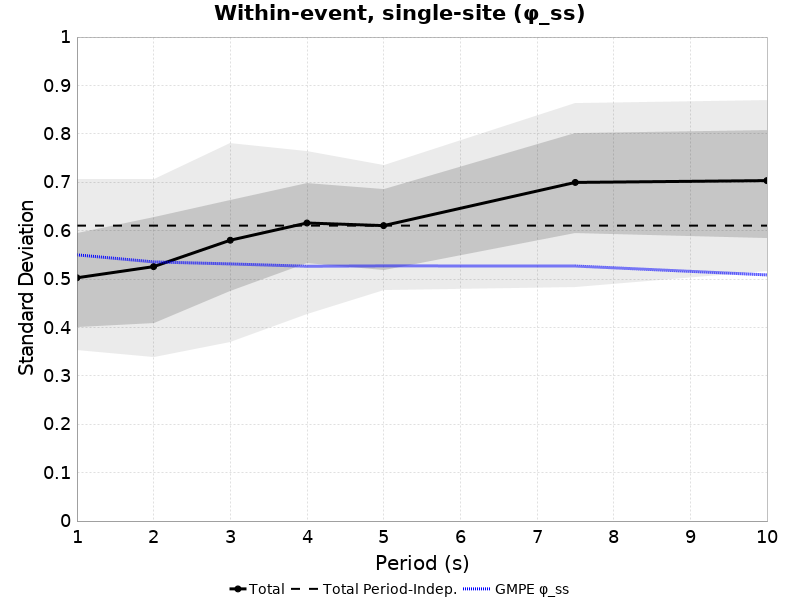 Within-event, single-site (φ_ss)
Standard Deviation
1
0.9
0.8
0.7
0.6
0.5
0.4
0.3
0.2
0.1
0
1 2 3 4 5 6 7 8 9 10
Period (s)
Total Total Period-Indep. GMPE φ_ss